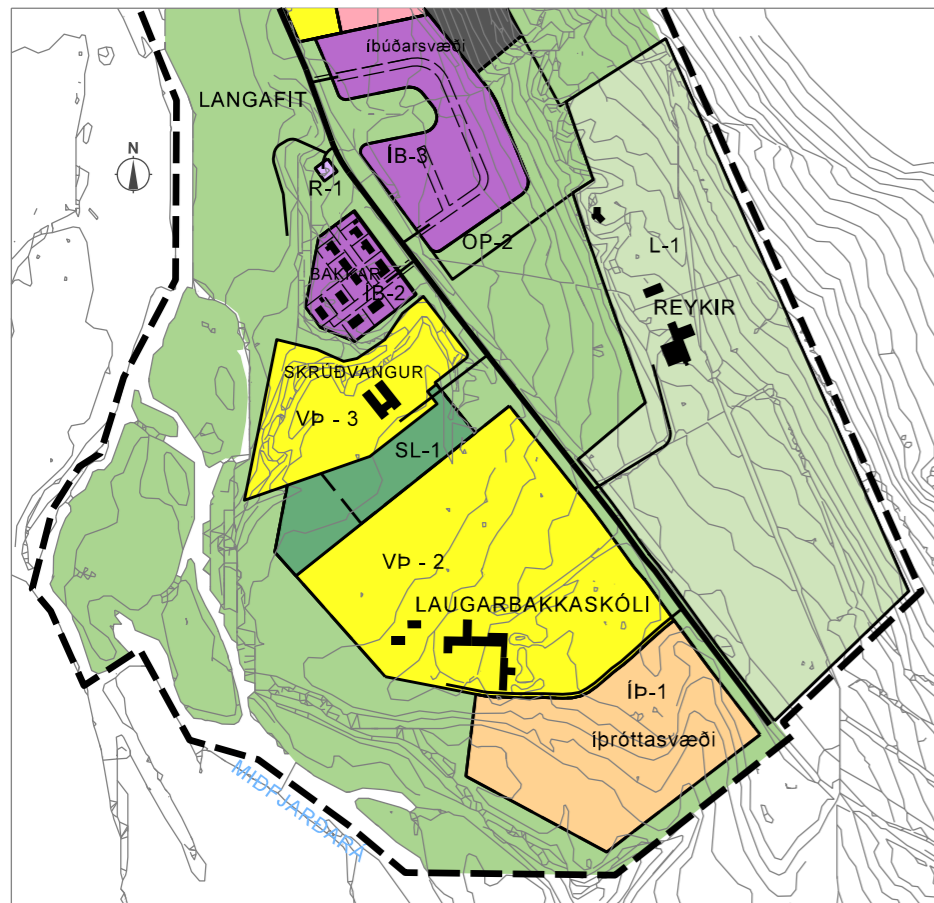 íbúðarsvæði
LANGAFIT
N
ÍB-3
R-1
OP-2
L-1
BAKKAR
ÍB-2
REYKIR
SKRÚÐVANGUR
VÞ - 3
SL-1
VÞ - 2
LAUGARBAKKASKÓLI
ÍÞ-1
íþróttasvæði
MIÐFJARÐARÁ